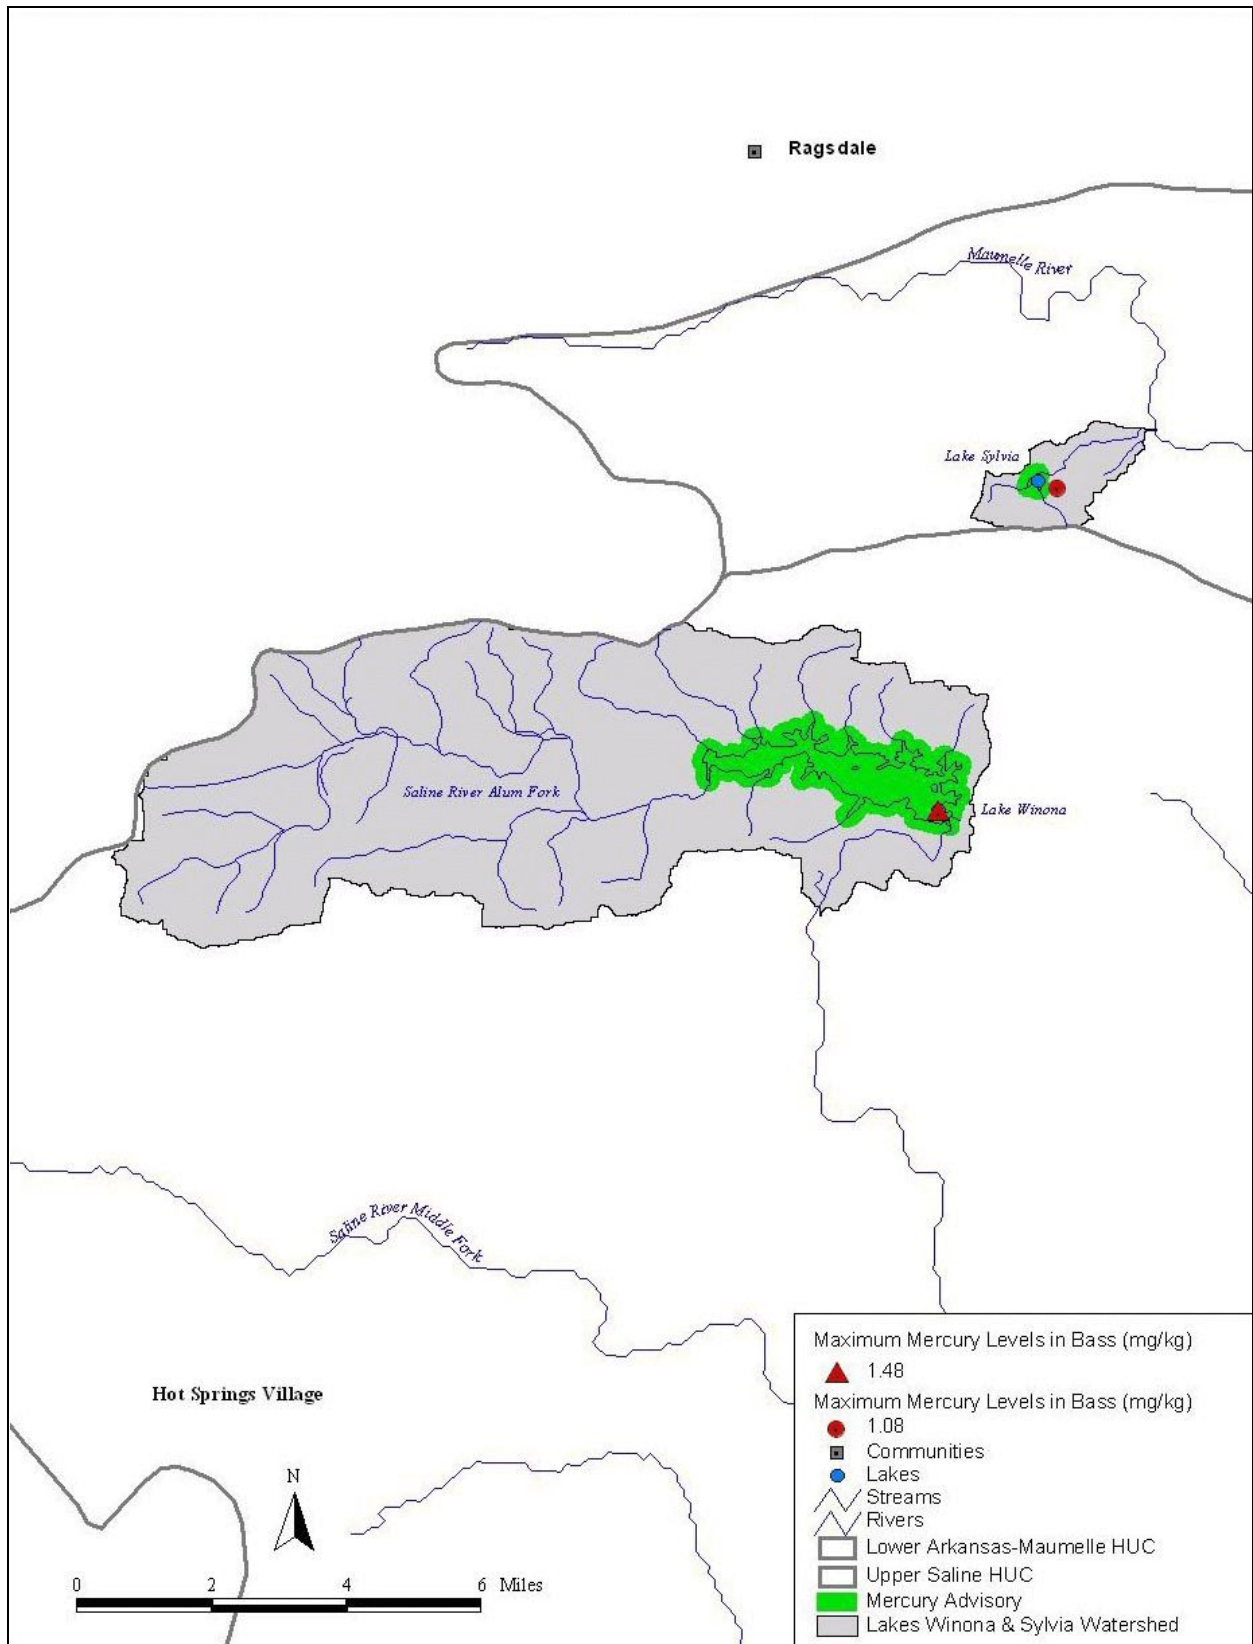 Ragsdale
Maumelle River
Lake Sylvia
Saline River Alum Fork
Lake Winona
Saline River Middle Fork
Hot Springs Village
N
0 2 4 6 Miles
Maximum Mercury Levels in Bass (mg/kg)
1.48
Maximum Mercury Levels in Bass (mg/kg)
1.08
Communities
Lakes
Streams
Rivers
Lower Arkansas-Maumelle HUC
Upper Saline HUC
Mercury Advisory
Lakes Winona & Sylvia Watershed